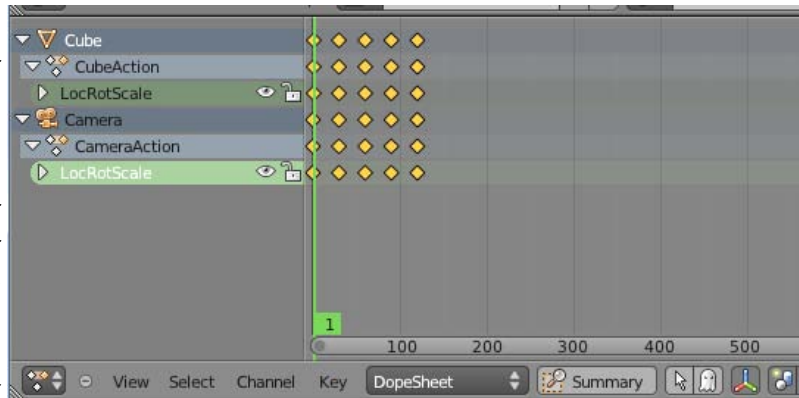 Cube
CubeAction
LocRotScale
Camera
CameraAction
LocRotScale
1
100 200 300 400 500
View Select Channel Key DopeSheet Summary